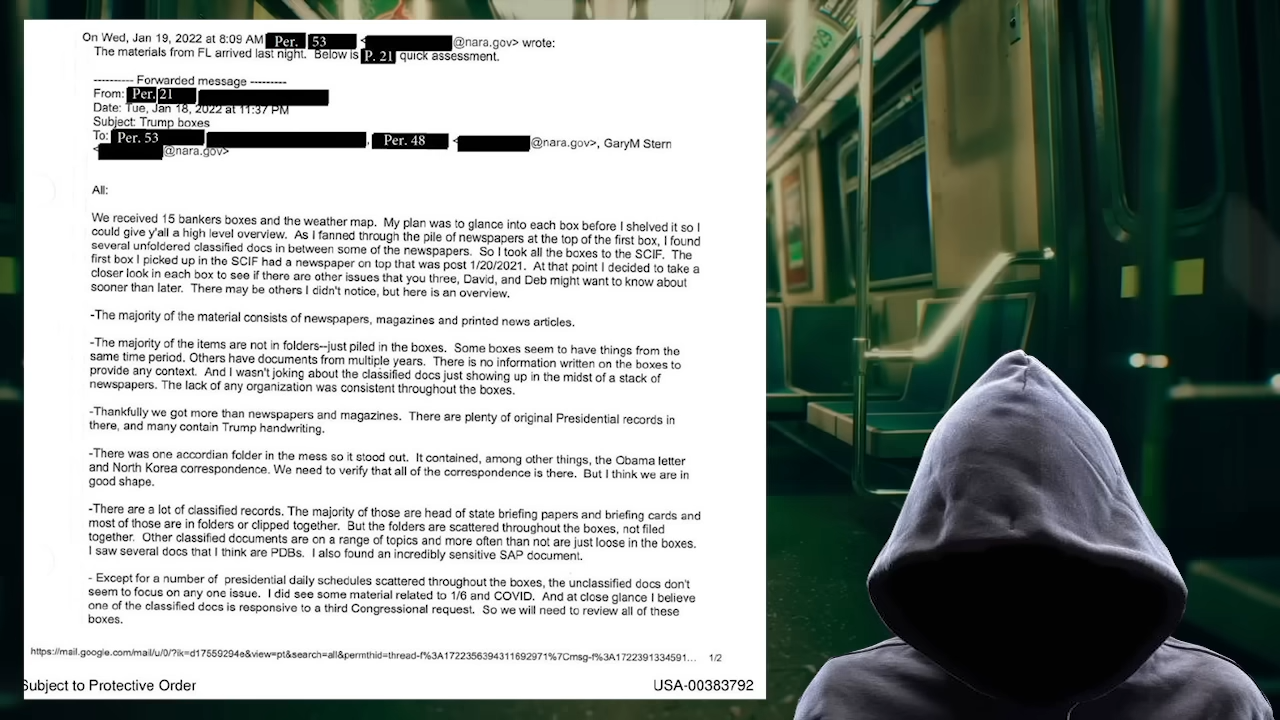 On Wed, Jan 19, 2022 at 8:09 AM Per. 53 < @nara.gov> wrote:
The materials from FL arrived last night. Below is P. 21 quick assessment.
---------- Forwarded message ---------
From: Per. 21
Date: Tue, Jan 18, 2022 at 11:37 PM
Subject: Trump boxes
To: Per. 53 , Per. 48 < @nara.gov>, GaryM Stern
< @nara.gov>
All:
We received 15 bankers boxes and the weather map. My plan was to glance into each box before I shelved it so I
could give y'all a high level overview. As I fanned through the pile of newspapers at the top of the first box, I found
several unfoldered classified docs in between some of the newspapers. So I took all the boxes to the SCIF. The
first box I picked up in the SCIF had a newspaper on top that was post 1/20/2021. At that point I decided to take a
closer look in each box to see if there are other issues that you three, David, and Deb might want to know about
sooner than later. There may be others I didn't notice, but here is an overview.
-The majority of the material consists of newspapers, magazines and printed news articles.
-The majority of the items are not in folders--just piled in the boxes. Some boxes seem to have things from the
same time period. Others have documents from multiple years. There is no information written on the boxes to
provide any context. And I wasn't joking about the classified docs just showing up in the midst of a stack of
newspapers. The lack of any organization was consistent throughout the boxes.
-Thankfully we got more than newspapers and magazines. There are plenty of original Presidential records in
there, and many contain Trump handwriting.
-There was one accordian folder in the mess so it stood out. It contained, among other things, the Obama letter
and North Korea correspondence. We need to verify that all of the correspondence is there. But I think we are in
good shape.
-There are a lot of classified records. The majority of those are head of state briefing papers and briefing cards and
most of those are in folders or clipped together. But the folders are scattered throughout the boxes, not filed
together. Other classified documents are on a range of topics and more often than not are just loose in the boxes.
I saw several docs that I think are PDBs. I also found an incredibly sensitive SAP document.
- Except for a number of presidential daily schedules scattered throughout the boxes, the unclassified docs don't
seem to focus on any one issue. I did see some material related to 1/6 and COVID. And at close glance I believe
one of the classified docs is responsive to a third Congressional request. So we will need to review all of these
boxes.
https://mail.google.com/mail/u/0/?ik=d17559294e&view=pt&search=all&permthid=thread-f%3A1722356394311692971%7Cmsg-f%3A1722391334591... 1/2
Subject to Protective Order USA-00383792